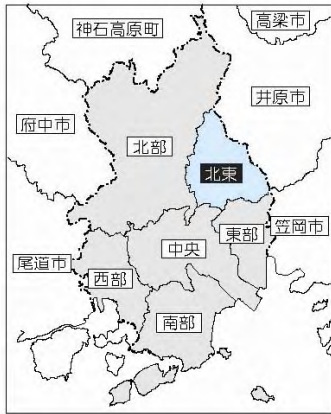 神石高原町
高梁市
井原市
府中市
北部
北東
東部
笠岡市
中央
尾道市
西部
南部